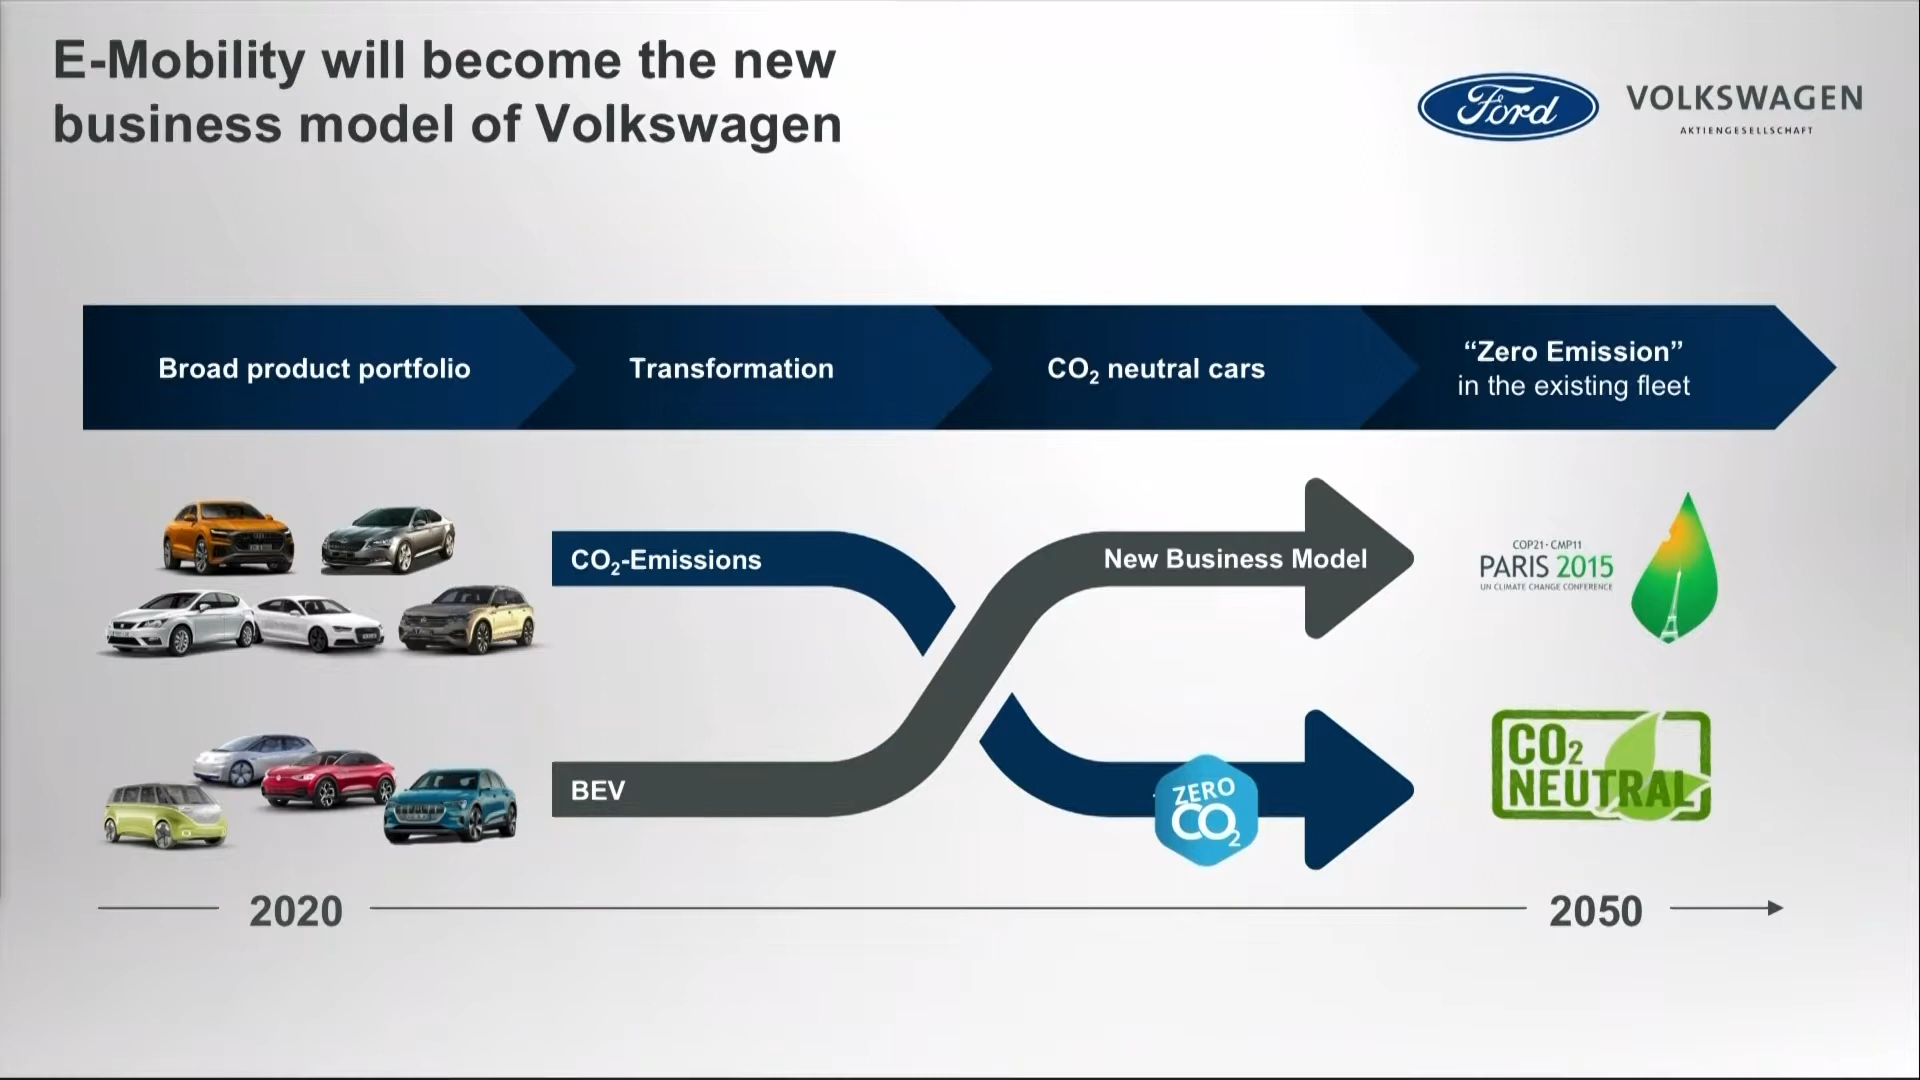 E-Mobility will become the new
business model of Volkswagen
Ford
VOLKSWAGEN
AKTIENGESELLSCHAFT
Broad product portfolio
Transformation
CO₂ neutral cars
“Zero Emission”
in the existing fleet
CO₂-Emissions
New Business Model
COP21·CMP11
PARIS 2015
UN CLIMATE CHANGE CONFERENCE
BEV
ZERO
CO₂
CO₂
NEUTRAL
2020
2050